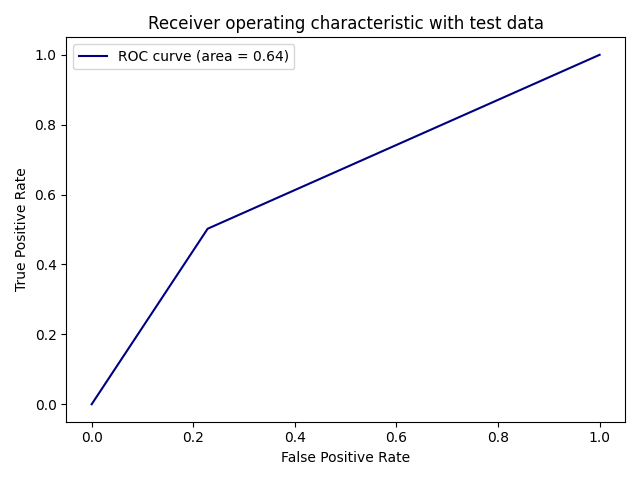 Receiver operating characteristic with test data
ROC curve (area = 0.64)
1.0
0.8
0.6
0.4
0.2
0.0
True Positive Rate
0.0 0.2 0.4 0.6 0.8 1.0
False Positive Rate